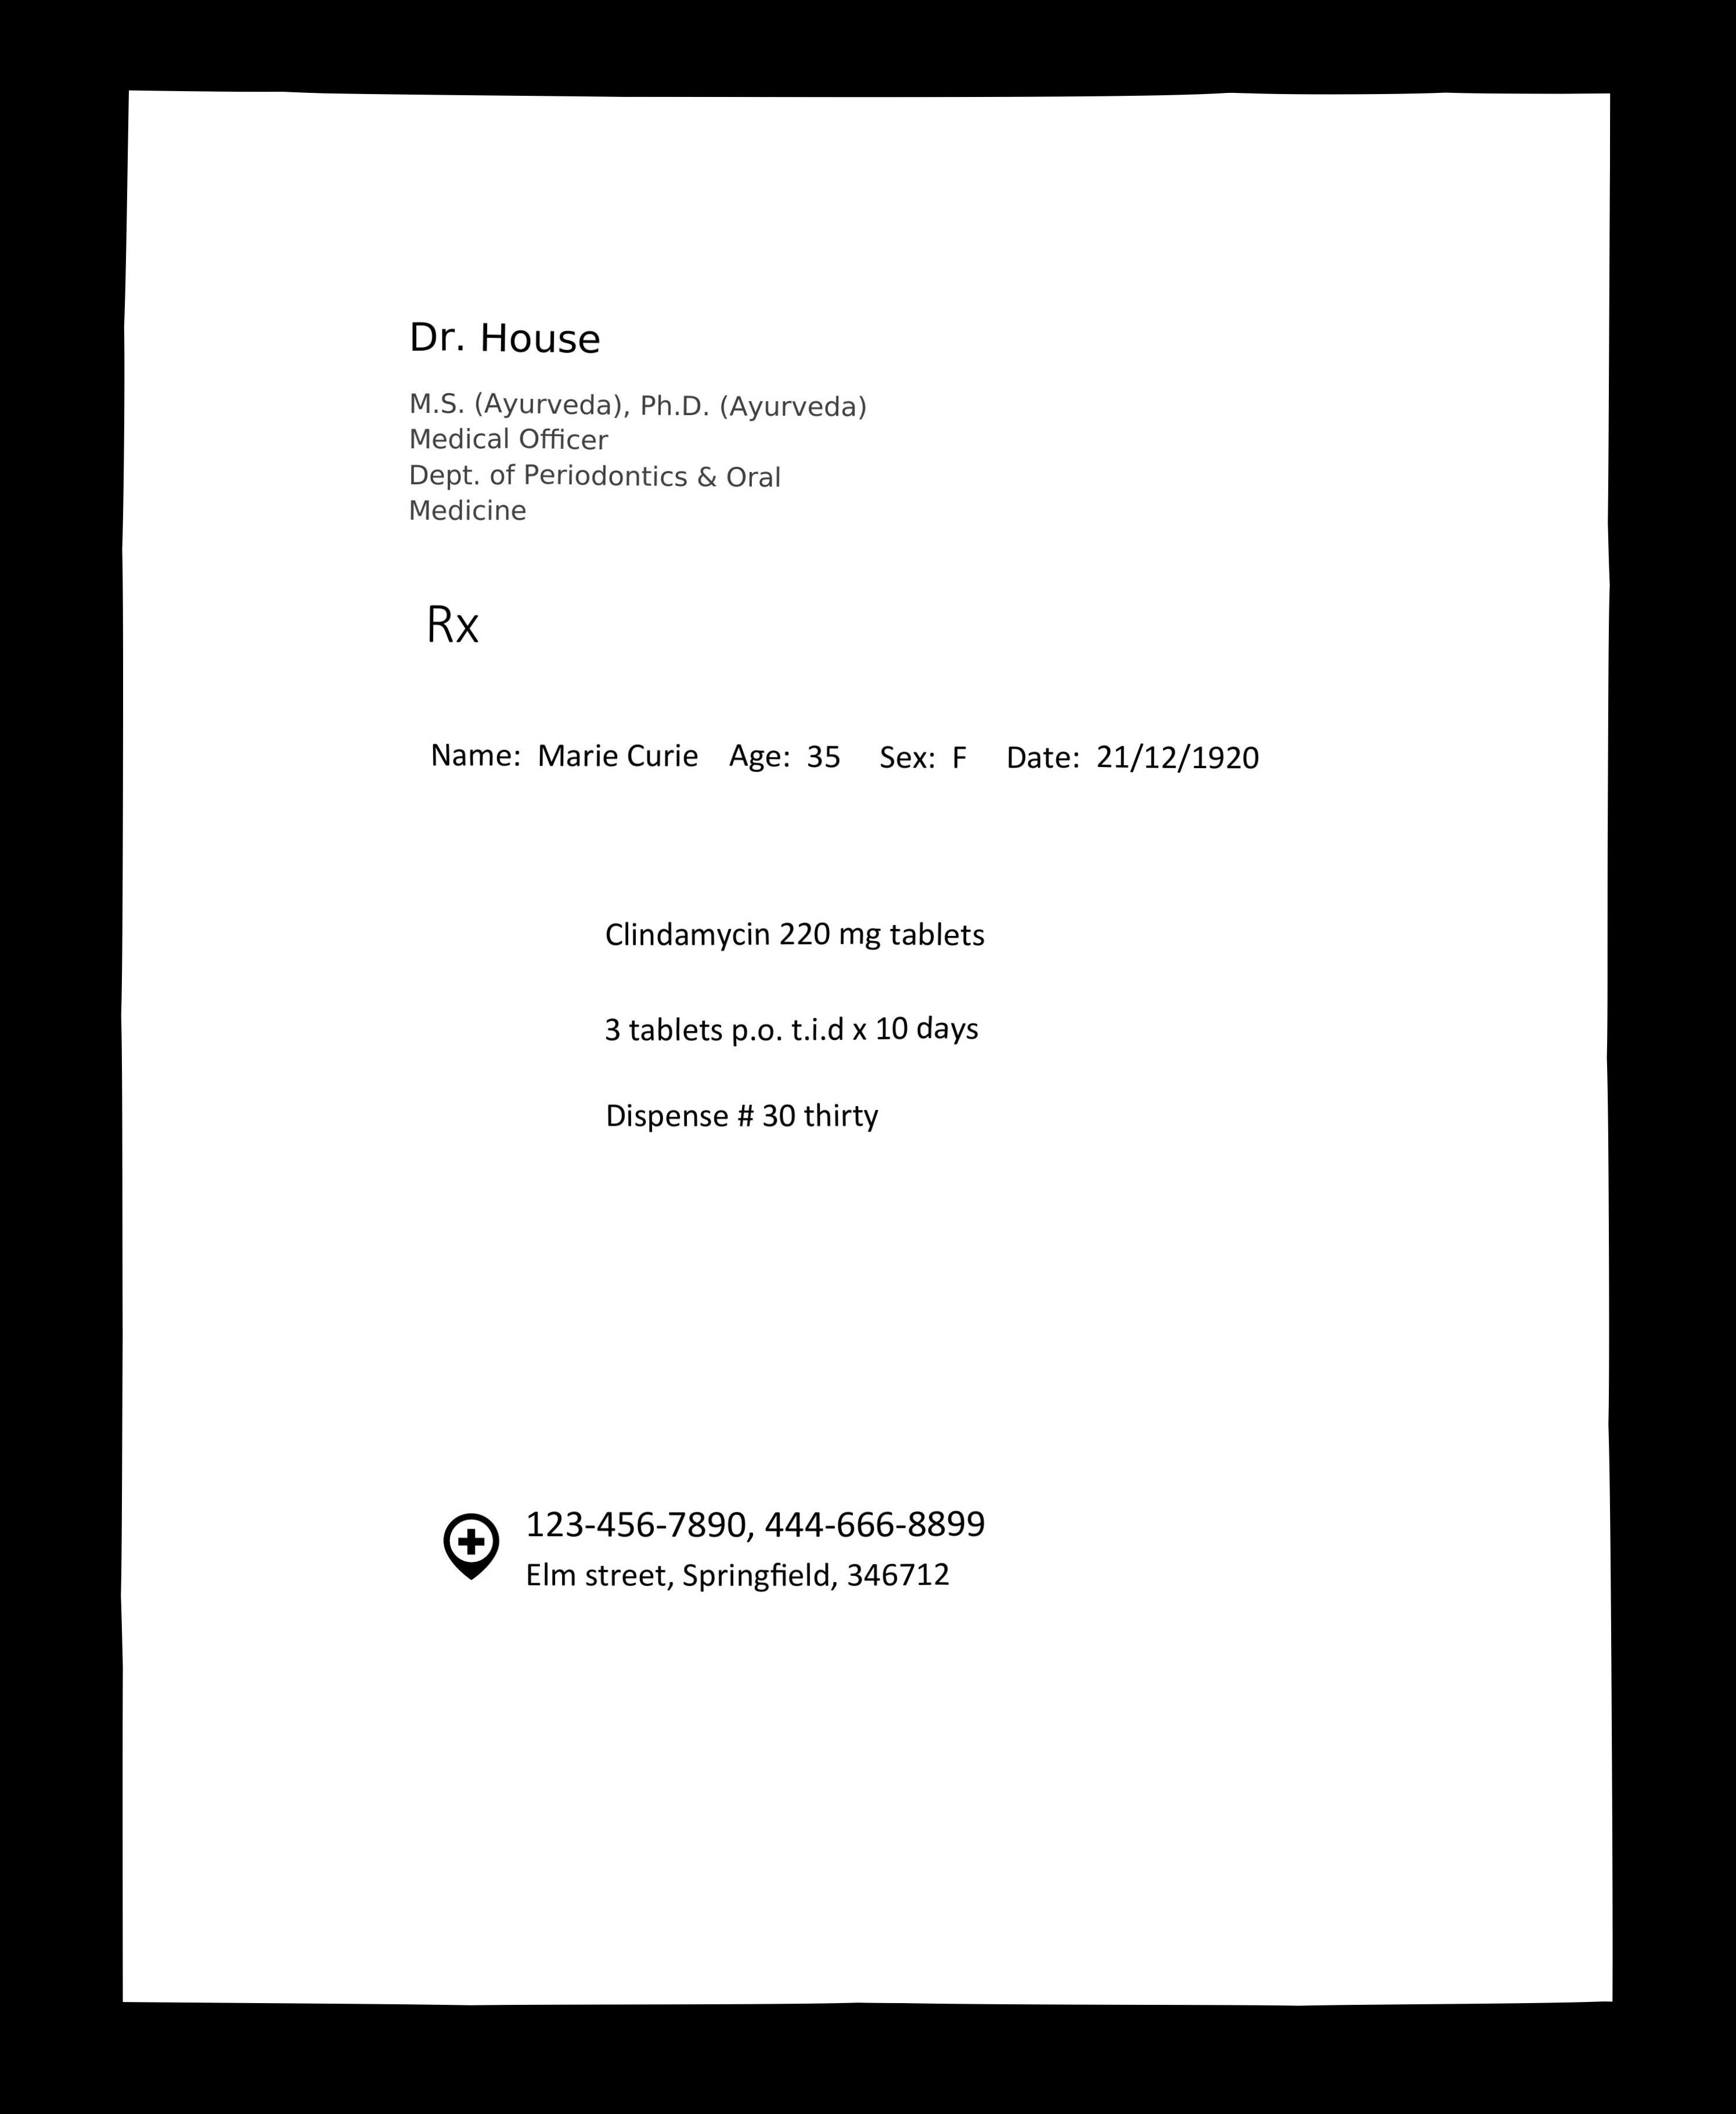 Dr. House
M.S. (Ayurveda), Ph.D. (Ayurveda)
Medical Officer
Dept. of Periodontics & Oral
Medicine
Rx
Name: Marie Curie Age: 35 Sex: F Date: 21/12/1920
Clindamycin 220 mg tablets
3 tablets p.o. t.i.d x 10 days
Dispense # 30 thirty
123-456-7890, 444-666-8899
Elm street, Springfield, 346712